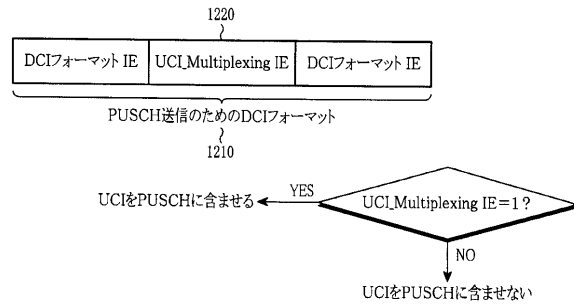 1220
DCIフォーマット IE
UCI_Multiplexing IE
DCIフォーマット IE
PUSCH送信のためのDCIフォーマット
1210
UCIをPUSCHに含ませる
YES
UCI_Multiplexing IE=1?
NO
UCIをPUSCHに含ませない